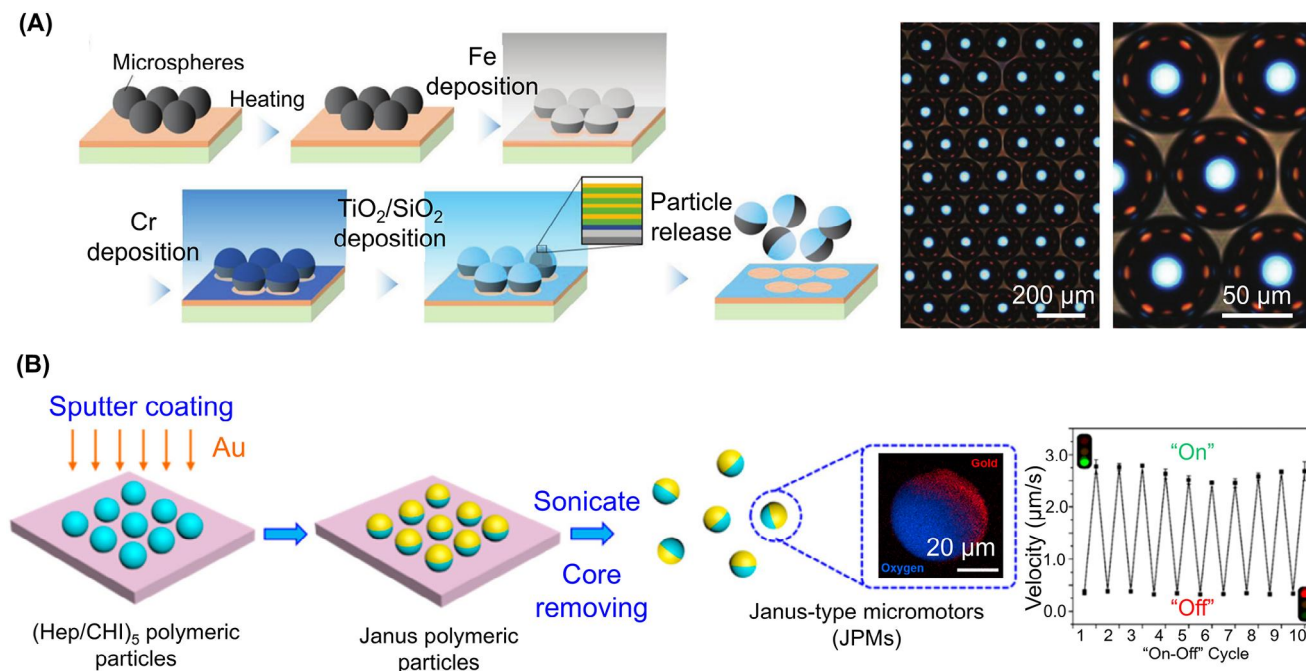 (A)
Microspheres
Heating
Fe
deposition
Cr
deposition
TiO₂/SiO₂
deposition
Particle
release
200 µm
50 µm
(B)
Sputter coating
Au
(Hep/CHI)₅ polymeric
particles
Janus polymeric
particles
Sonicate
Core
removing
Gold
Oxygen
20 µm
Janus-type micromotors
(JPMs)
Velocity (µm/s)
3.0
2.0
1.0
0.0
"On"
"Off"
1 2 3 4 5 6 7 8 9 10
"On-Off" Cycle